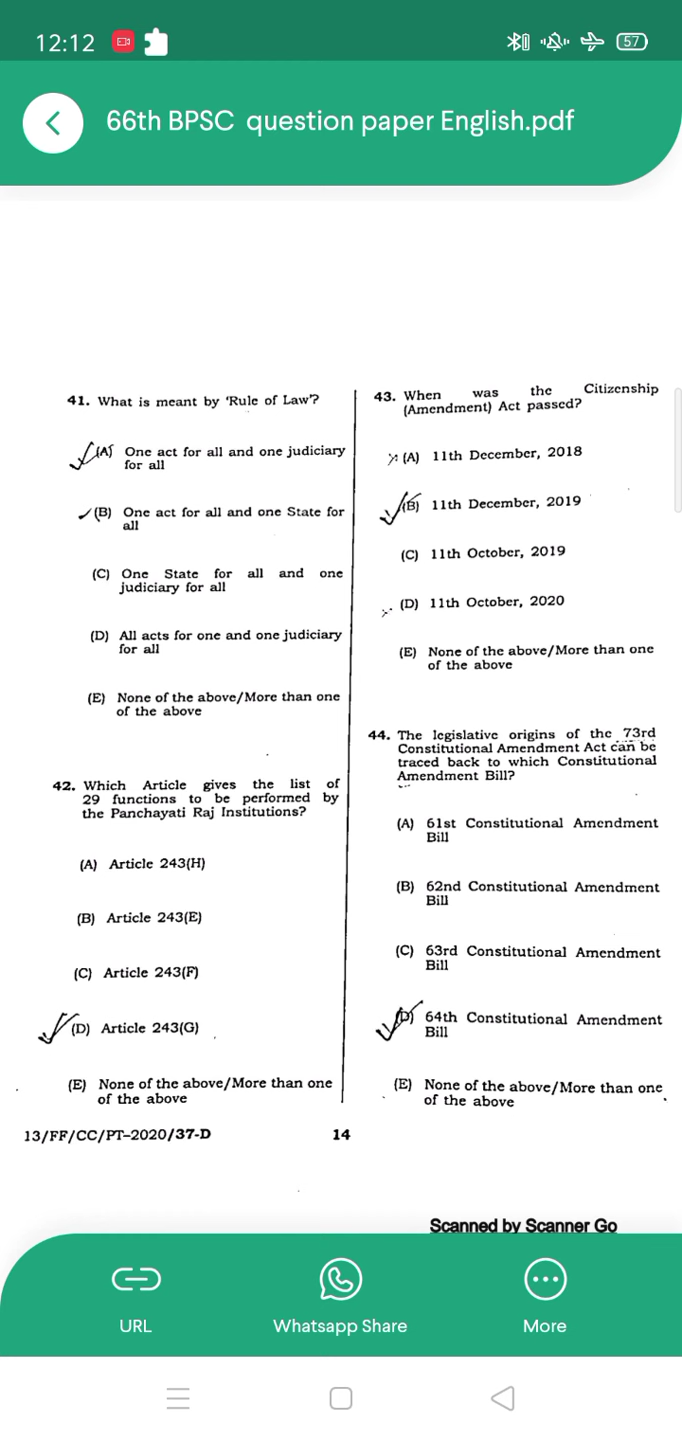 12:12
57
66th BPSC question paper English.pdf
41. What is meant by 'Rule of Law'?
(A) One act for all and one judiciary
for all
(B) One act for all and one State for
all
(C) One State for all and one
judiciary for all
(D) All acts for one and one judiciary
for all
(E) None of the above/More than one
of the above
42. Which Article gives the list of
29 functions to be performed by
the Panchayati Raj Institutions?
(A) Article 243(H)
(B) Article 243(E)
(C) Article 243(F)
(D) Article 243(G)
(E) None of the above/More than one
of the above
43. When was the Citizenship
(Amendment) Act passed?
(A) 11th December, 2018
(B) 11th December, 2019
(C) 11th October, 2019
(D) 11th October, 2020
(E) None of the above/More than one
of the above
44. The legislative origins of the 73rd
Constitutional Amendment Act can be
traced back to which Constitutional
Amendment Bill?
(A) 61st Constitutional Amendment
Bill
(B) 62nd Constitutional Amendment
Bill
(C) 63rd Constitutional Amendment
Bill
(D) 64th Constitutional Amendment
Bill
(E) None of the above/More than one
of the above
13/FF/CC/PT–2020/37-D
14
Scanned by Scanner Go
URL
Whatsapp Share
More